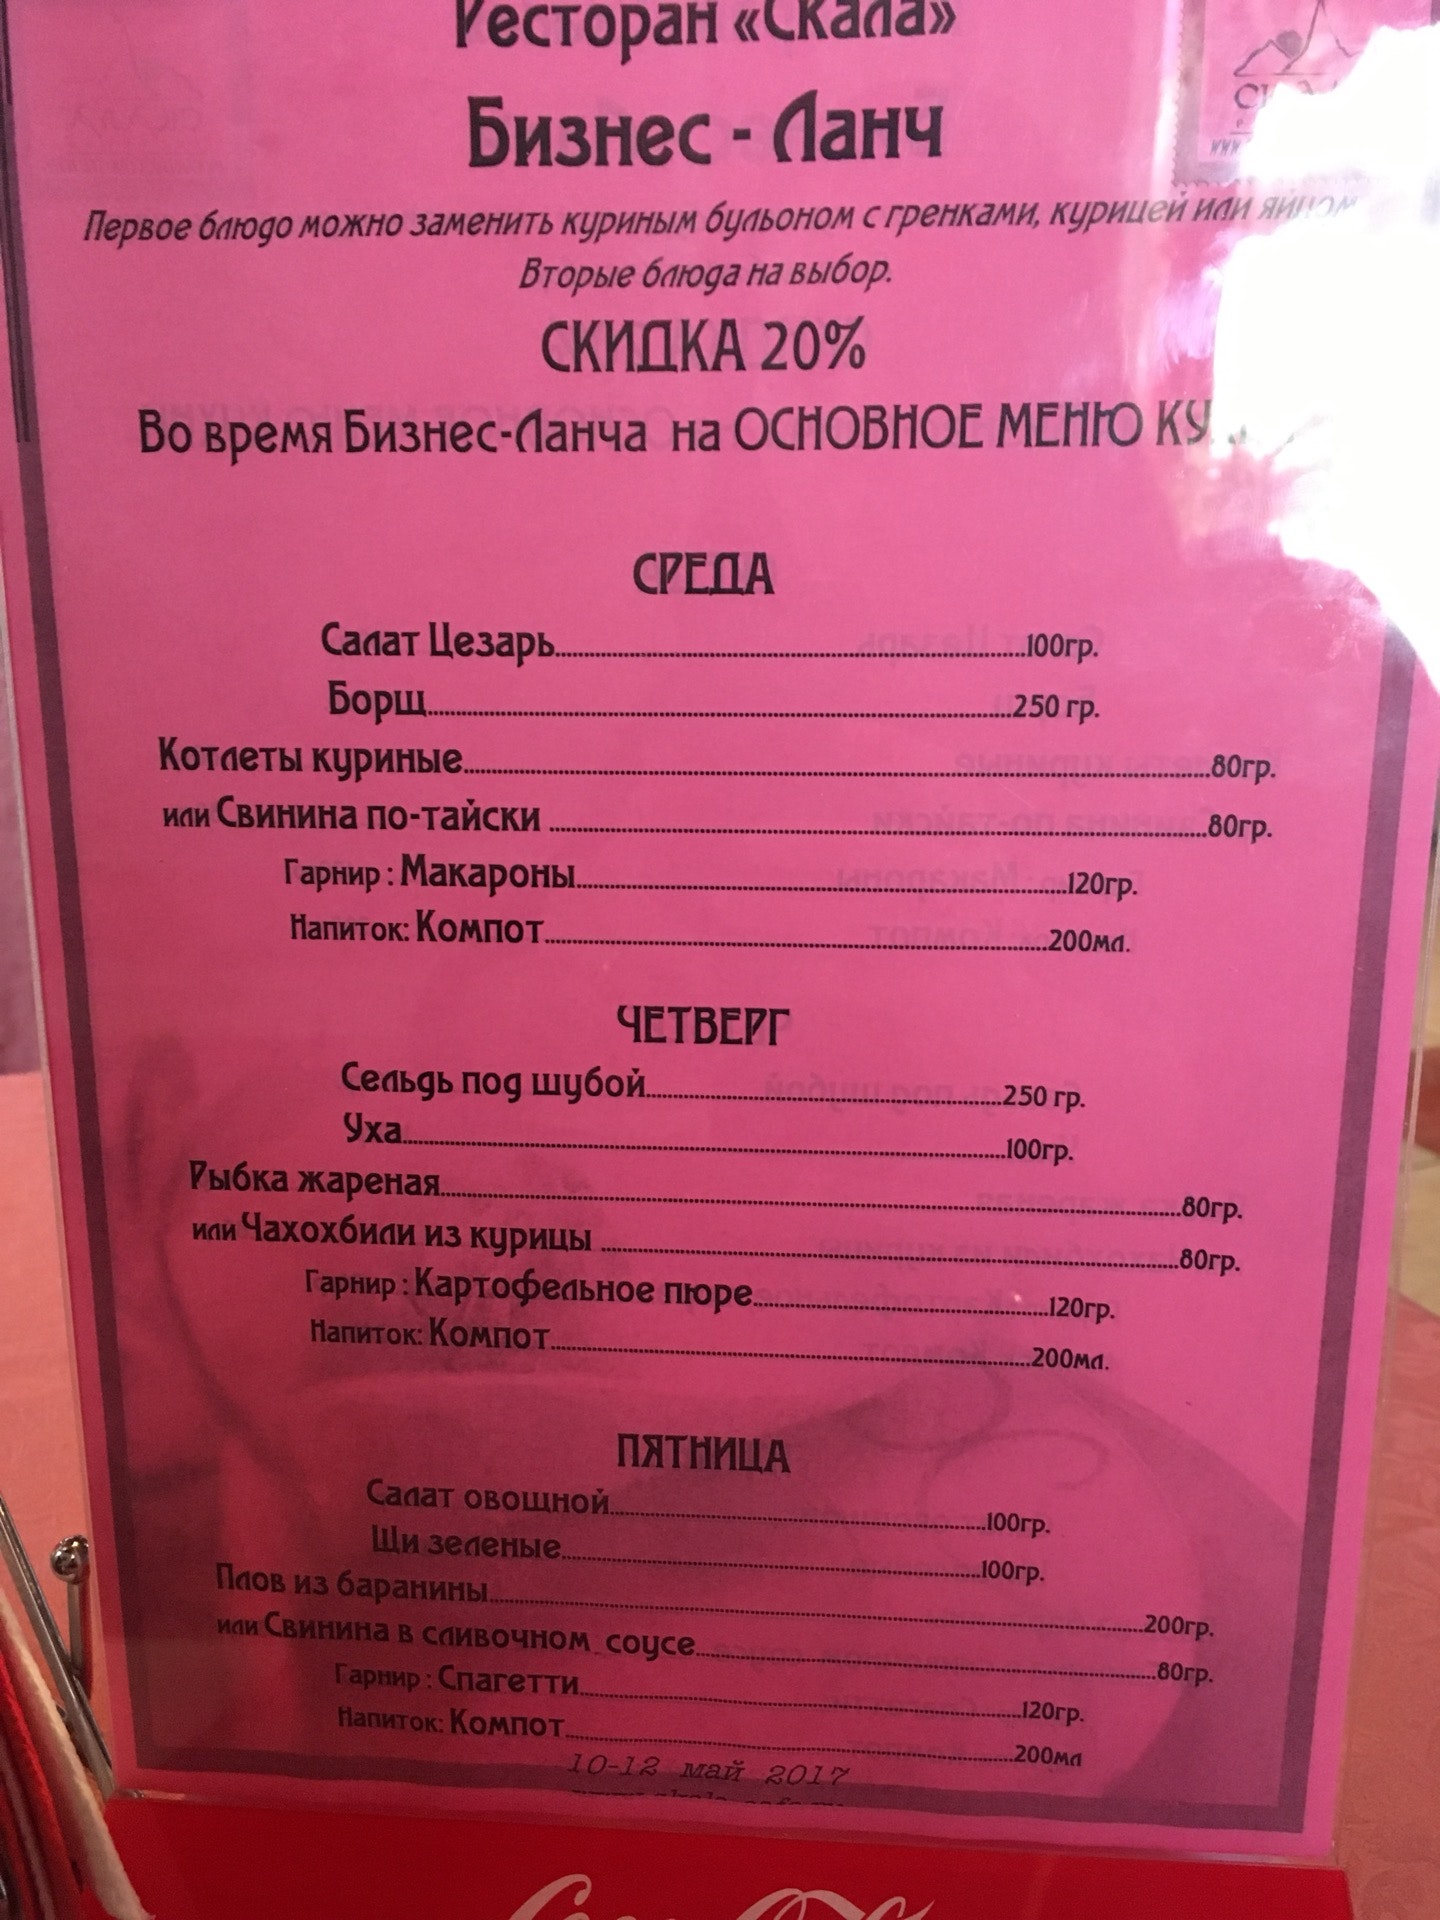 Ресторан «Скала»
Бизнес - Ланч
Первое блюдо можно заменить куриным бульоном с гренками, курицей или яйцом
Вторые блюда на выбор.
СКИДКА 20%
Во время Бизнес-Ланча на ОСНОВНОЕ МЕНЮ
СРЕДА
Салат Цезарь...100гр.
Борщ...250 гр.
Котлеты куриные...80гр.
или Свинина по-тайски ...80гр.
Гарнир : Макароны...120гр.
Напиток: Компот...200мл.
ЧЕТВЕРГ
Сельдь под шубой...250 гр.
Уха...100гр.
Рыбка жареная...80гр.
или Чахохбили из курицы ...80гр.
Гарнир : Картофельное пюре...120гр.
Напиток: Компот...200мл.
ПЯТНИЦА
Салат овощной...100гр.
Щи зеленые...100гр.
Плов из баранины...200гр.
или Свинина в сливочном соусе...80гр.
Гарнир : Спагетти...120гр.
Напиток: Компот...200мл
10-12 май 2017